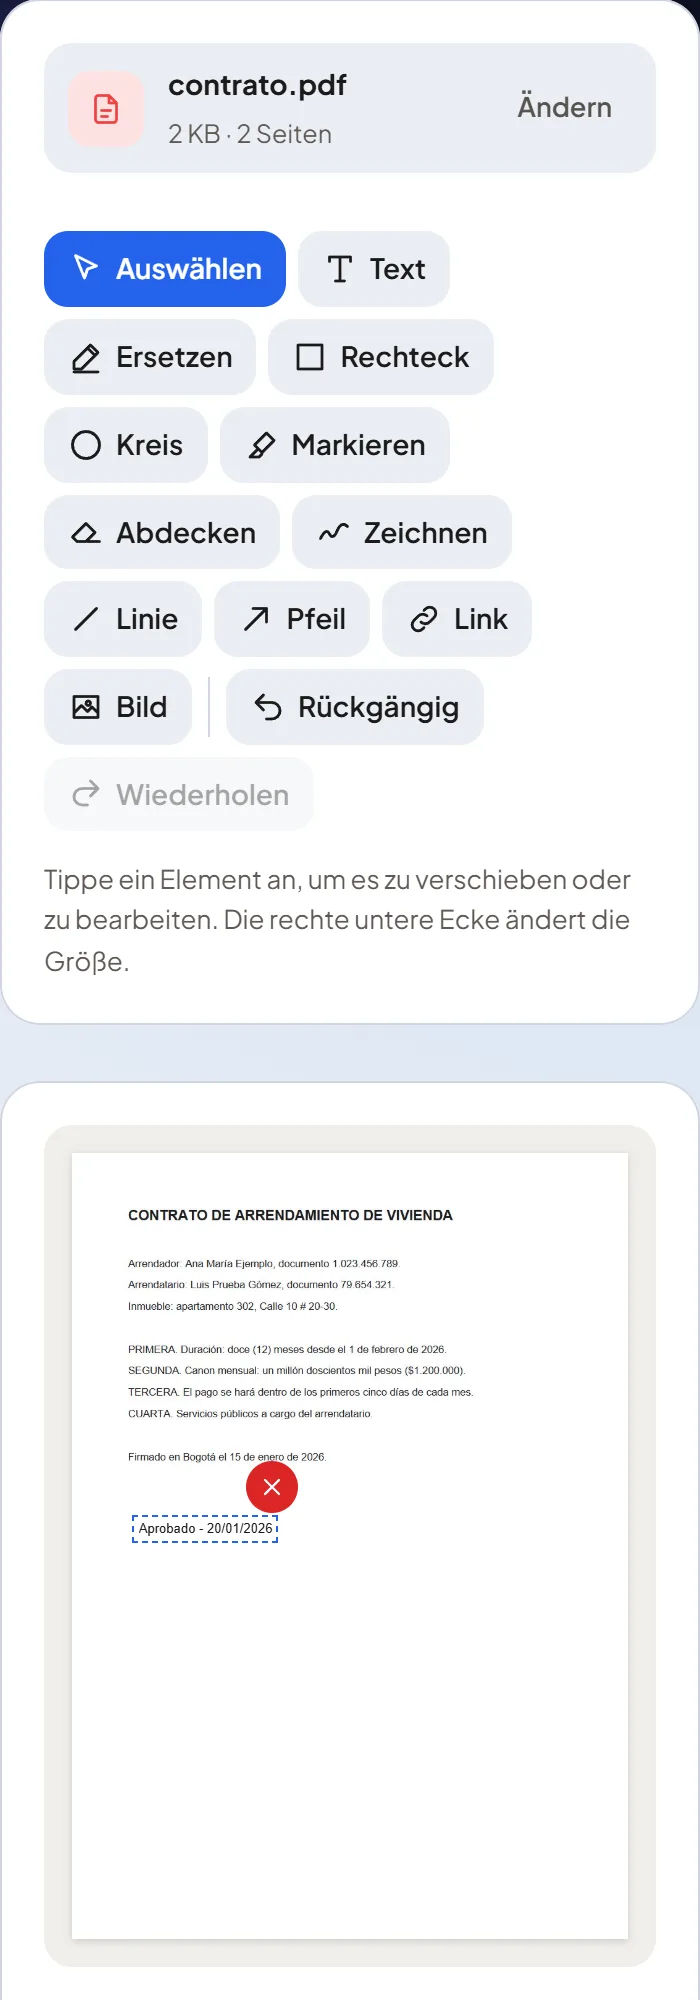 contrato.pdf
2 KB · 2 Seiten
Ändern
Auswählen
Text
Ersetzen
Rechteck
Kreis
Markieren
Abdecken
Zeichnen
Linie
Pfeil
Link
Bild
Rückgängig
Wiederholen
Tippe ein Element an, um es zu verschieben oder
zu bearbeiten. Die rechte untere Ecke ändert die
Größe.
CONTRATO DE ARRENDAMIENTO DE VIVIENDA
Arrendador: Ana María Ejemplo, documento 1.023.456.789.
Arrendatario: Luis Prueba Gómez, documento 79.654.321.
Inmueble: apartamento 302, Calle 10 # 20-30.
PRIMERA. Duración: doce (12) meses desde el 1 de febrero de 2026.
SEGUNDA. Canon mensual: un millón doscientos mil pesos ($1.200.000).
TERCERA. El pago se hará dentro de los primeros cinco días de cada mes.
CUARTA. Servicios públicos a cargo del arrendatario.
Firmado en Bogotá el 15 de enero de 2026.
Aprobado - 20/01/2026